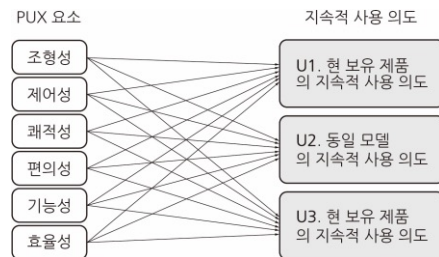 PUX 요소
지속적 사용 의도
조형성
제어성
쾌적성
편의성
기능성
효율성
U1. 현 보유 제품
의 지속적 사용 의도
U2. 동일 모델
의 지속적 사용 의도
U3. 현 보유 제품
의 지속적 사용 의도